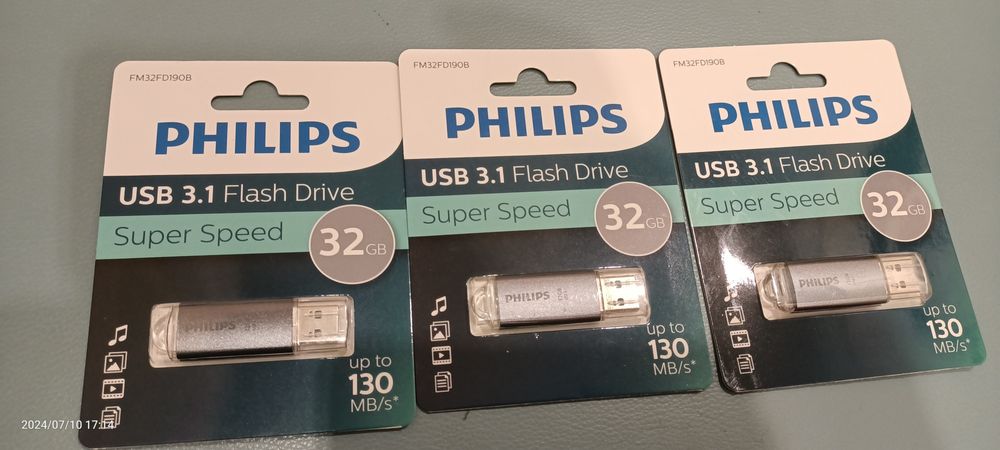 FM32FD190B
PHILIPS
USB 3.1 Flash Drive
Super Speed
32GB
PHILIPS
up to
130
MB/s*
FM32FD190B
PHILIPS
USB 3.1 Flash Drive
Super Speed
32GB
PHILIPS
up to
130
MB/s*
FM32FD190B
PHILIPS
USB 3.1 Flash Drive
Super Speed
32GB
PHILIPS
up to
130
MB/s*
2024/07/10 17:14